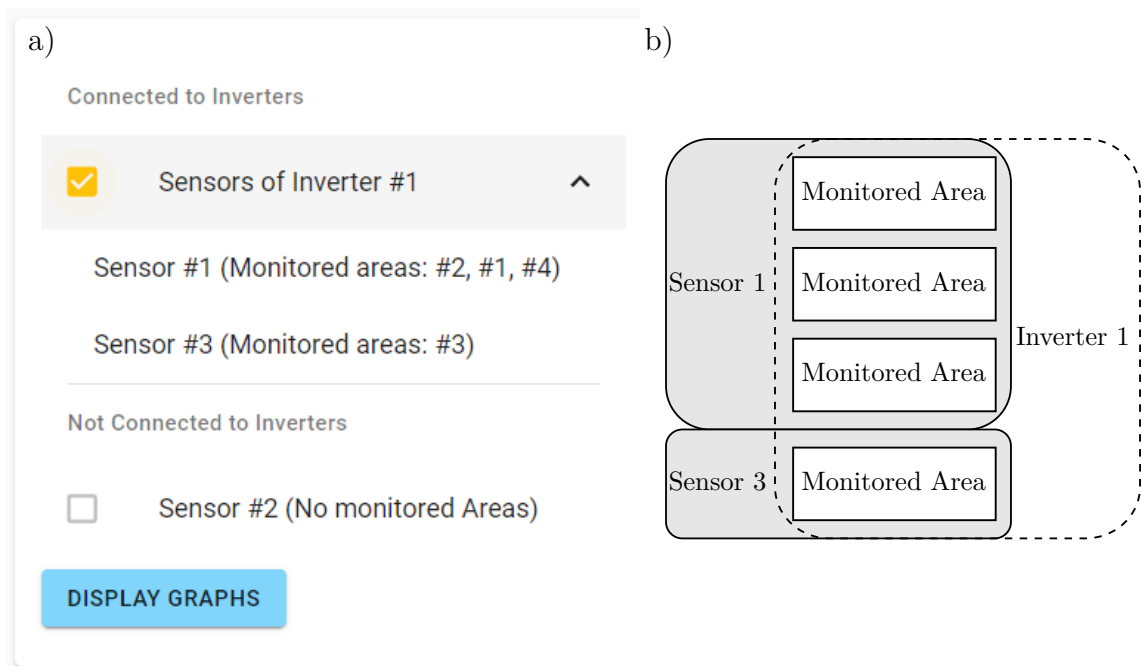 a)
Connected to Inverters
Sensors of Inverter #1
Sensor #1 (Monitored areas: #2, #1, #4)
Sensor #3 (Monitored areas: #3)
Not Connected to Inverters
Sensor #2 (No monitored Areas)
DISPLAY GRAPHS
b)
Monitored Area
Sensor 1
Monitored Area
Inverter 1
Monitored Area
Sensor 3
Monitored Area